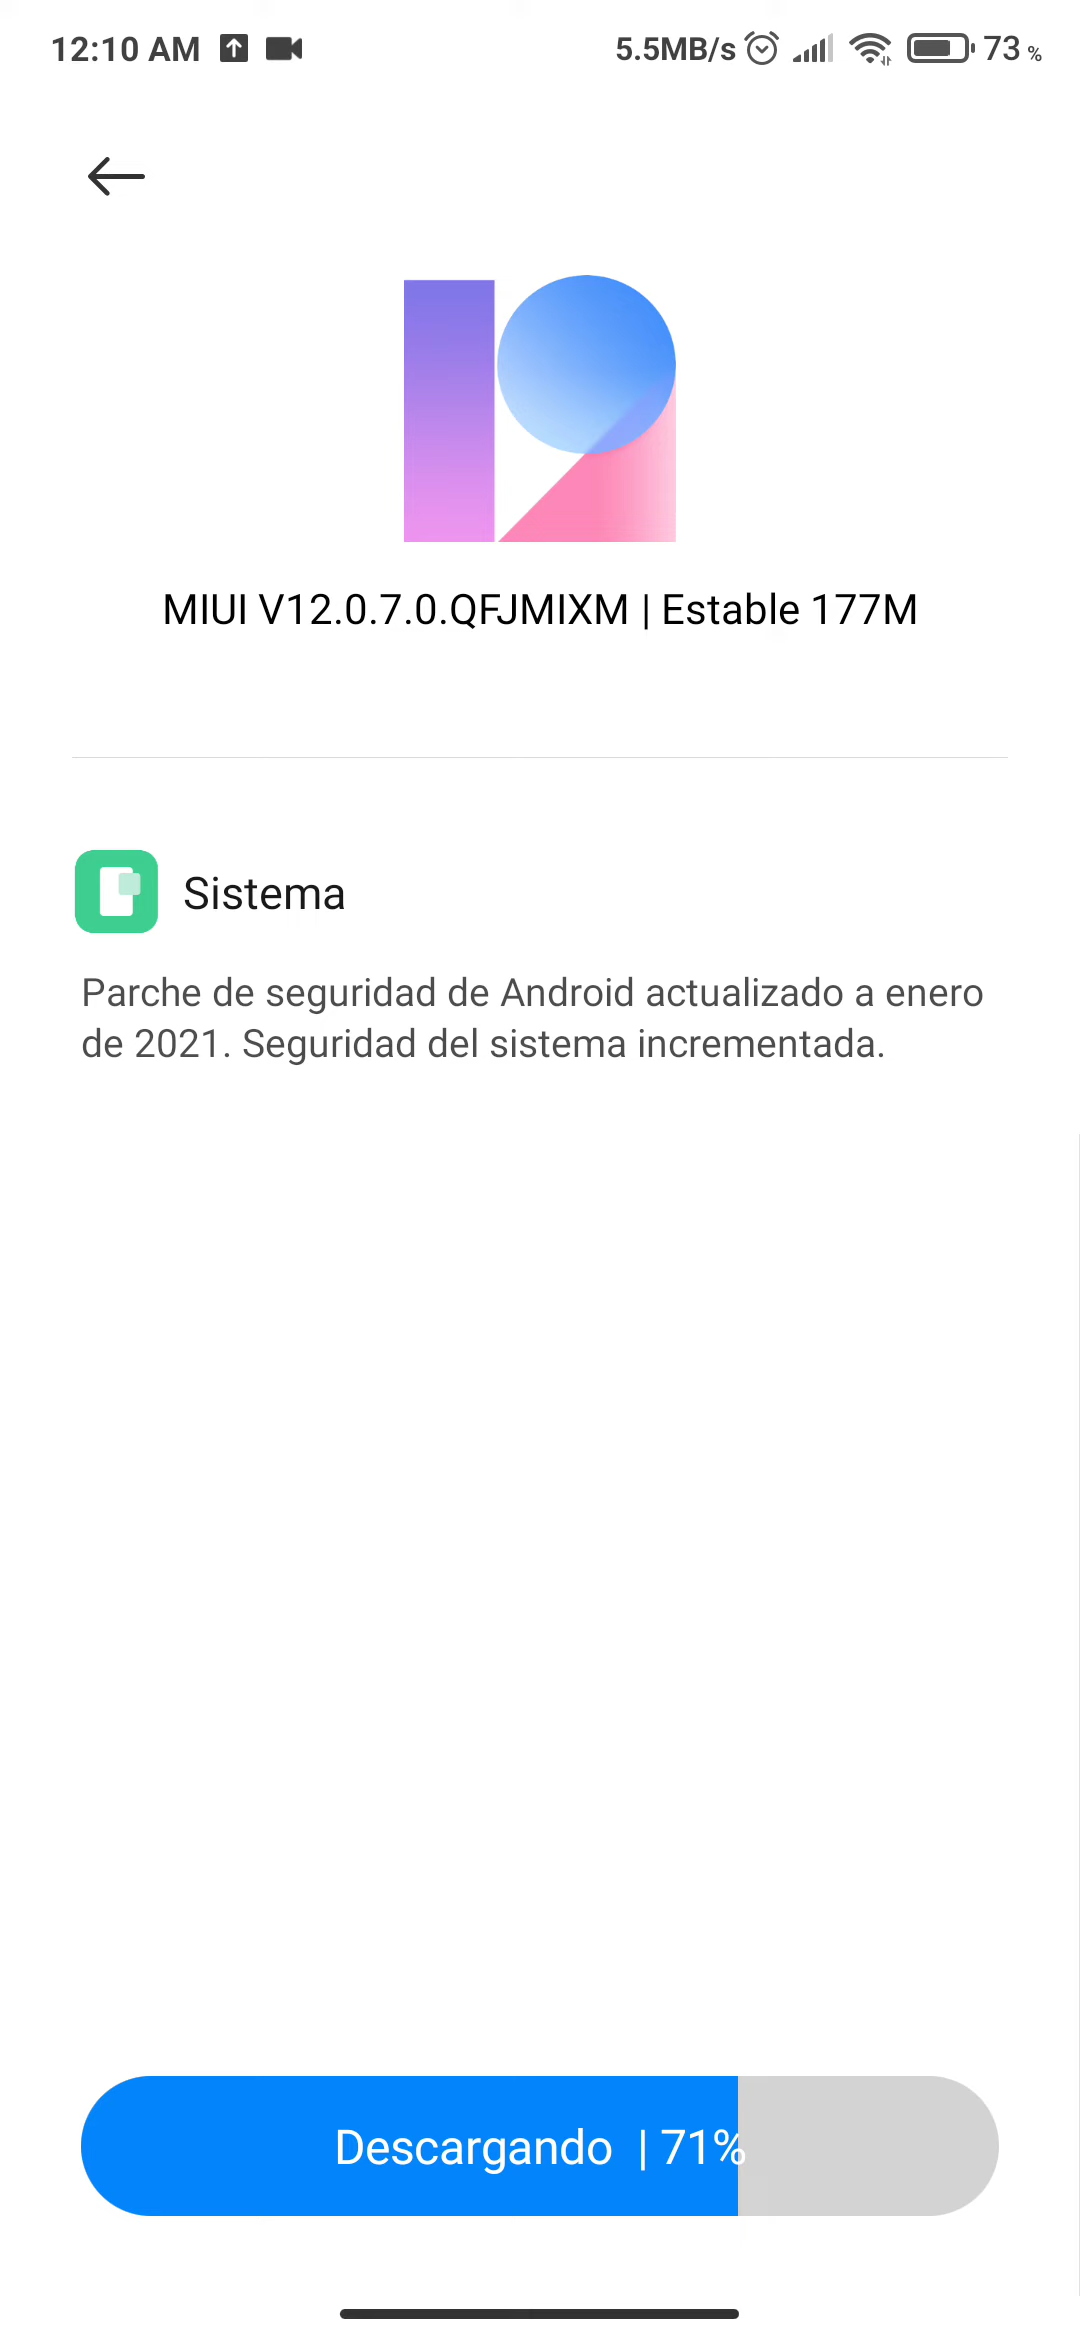 12:10 AM 5.5MB/s 73 %
MIUI V12.0.7.0.QFJMIXM | Estable 177M
Sistema
Parche de seguridad de Android actualizado a enero
de 2021. Seguridad del sistema incrementada.
Descargando | 71%